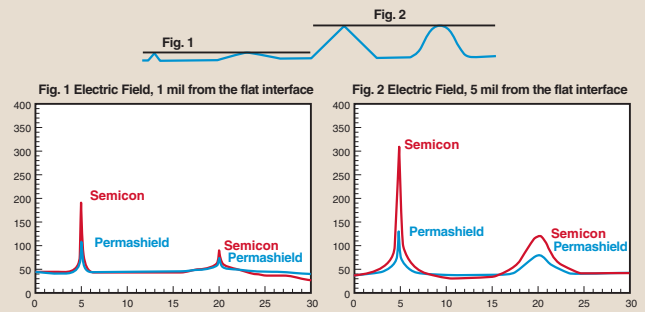 Fig. 2
Fig. 1
Fig. 1 Electric Field, 1 mil from the flat interface
400
350
300
250
200
150
100
50
0
0 5 10 15 20 25 30
Semicon
Permashield
Semicon
Permashield
Fig. 2 Electric Field, 5 mil from the flat interface
400
350
300
250
200
150
100
50
0
0 5 10 15 20 25 30
Semicon
Permashield
Semicon
Permashield